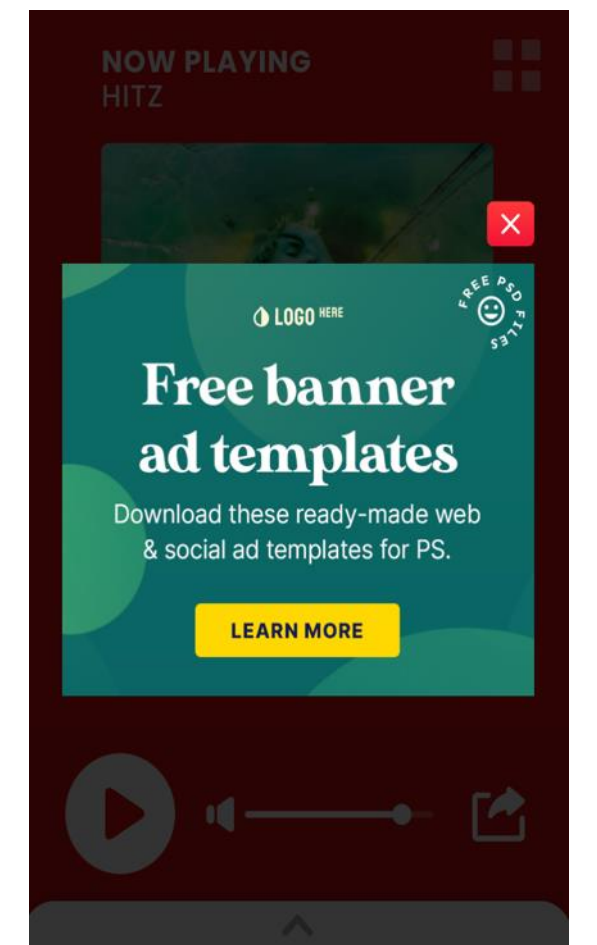 NOW PLAYING
HITZ
LOGO HERE
FREE PSD FILES
Free banner
ad templates
Download these ready-made web
& social ad templates for PS.
LEARN MORE